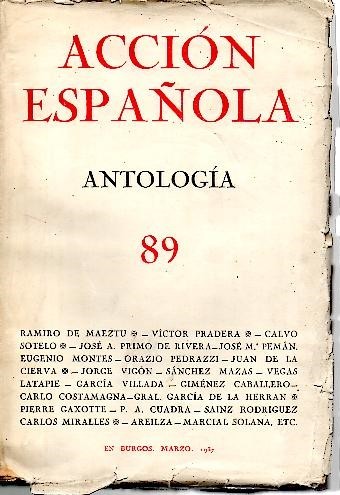 ACCIÓN
ESPAÑOLA
ANTOLOGÍA
89
RAMIRO DE MAEZTU ✠ — VÍCTOR PRADERA ✠ — CALVO
SOTELO ✠ — JOSÉ A. PRIMO DE RIVERA — JOSÉ M.ª PEMÁN.
EUGENIO MONTES — ORAZIO PEDRAZZI — JUAN DE LA
CIERVA ✠ — JORGE VIGÓN — SÁNCHEZ MAZAS — VEGAS
LATAPIE — GARCÍA VILLADA — GIMÉNEZ CABALLERO —
CARLO COSTAMAGNA — GRAL. GARCÍA DE LA HERRAN ✠
PIERRE GAXOTTE — P. A. CUADRA — SAINZ RODRIGUEZ
CARLOS MIRALLES ✠ — AREILZA — MARCIAL SOLANA, ETC.
EN BURGOS. MARZO. 1937